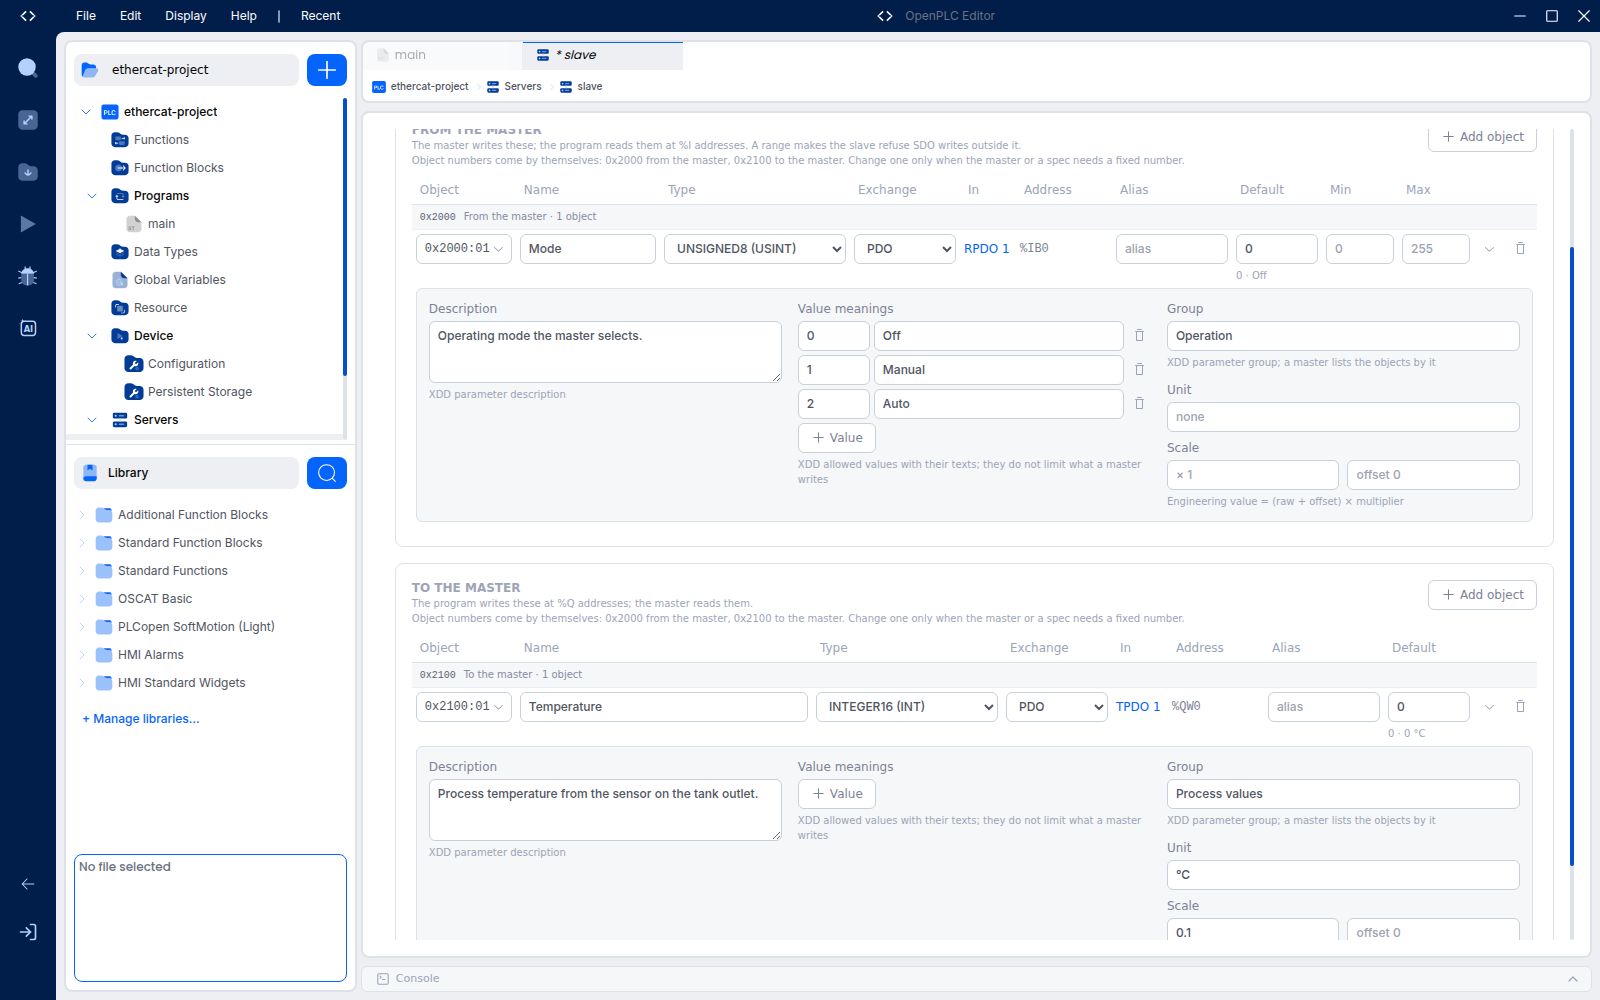 File Edit Display Help | Recent
OpenPLC Editor
ethercat-project
PLC ethercat-project
Functions
Function Blocks
Programs
main
Data Types
Global Variables
Resource
Device
Configuration
Persistent Storage
Servers
Library
Additional Function Blocks
Standard Function Blocks
Standard Functions
OSCAT Basic
PLCopen SoftMotion (Light)
HMI Alarms
HMI Standard Widgets
+ Manage libraries...
No file selected
AI
main
* slave
PLC ethercat-project Servers slave
FROM THE MASTER
The master writes these; the program reads them at %I addresses. A range makes the slave refuse SDO writes outside it.
Object numbers come by themselves: 0x2000 from the master, 0x2100 to the master. Change one only when the master or a spec needs a fixed number.
+ Add object
Object Name Type Exchange In Address Alias Default Min Max
0x2000 From the master · 1 object
0x2000:01 Mode UNSIGNED8 (USINT) PDO RPDO 1 %IB0 alias 0 0 255
0 · Off
Description
Operating mode the master selects.
XDD parameter description
Value meanings
0 Off
1 Manual
2 Auto
+ Value
XDD allowed values with their texts; they do not limit what a master
writes
Group
Operation
XDD parameter group; a master lists the objects by it
Unit
none
Scale
× 1 offset 0
Engineering value = (raw + offset) × multiplier
TO THE MASTER
The program writes these at %Q addresses; the master reads them.
Object numbers come by themselves: 0x2000 from the master, 0x2100 to the master. Change one only when the master or a spec needs a fixed number.
+ Add object
Object Name Type Exchange In Address Alias Default
0x2100 To the master · 1 object
0x2100:01 Temperature INTEGER16 (INT) PDO TPDO 1 %QW0 alias 0
0 · 0 °C
Description
Process temperature from the sensor on the tank outlet.
XDD parameter description
Value meanings
+ Value
XDD allowed values with their texts; they do not limit what a master
writes
Group
Process values
XDD parameter group; a master lists the objects by it
Unit
°C
Scale
0.1 offset 0
Console